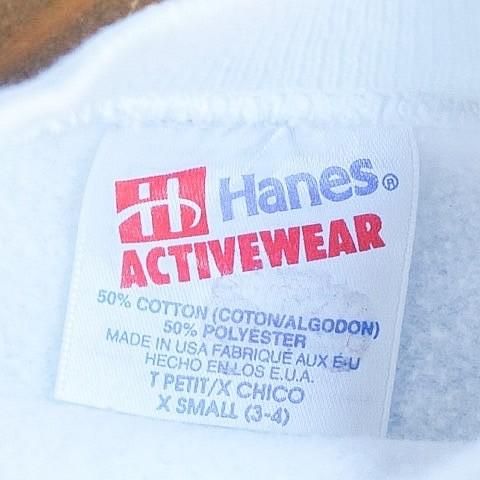 Hanes®
ACTIVEWEAR
50% COTTON (COTON/ALGODON)
50% POLYESTER
MADE IN USA FABRIQUÉ AUX É-U
HECHO EN LOS E.U.A.
T PETIT/X CHICO
X SMALL (3-4)